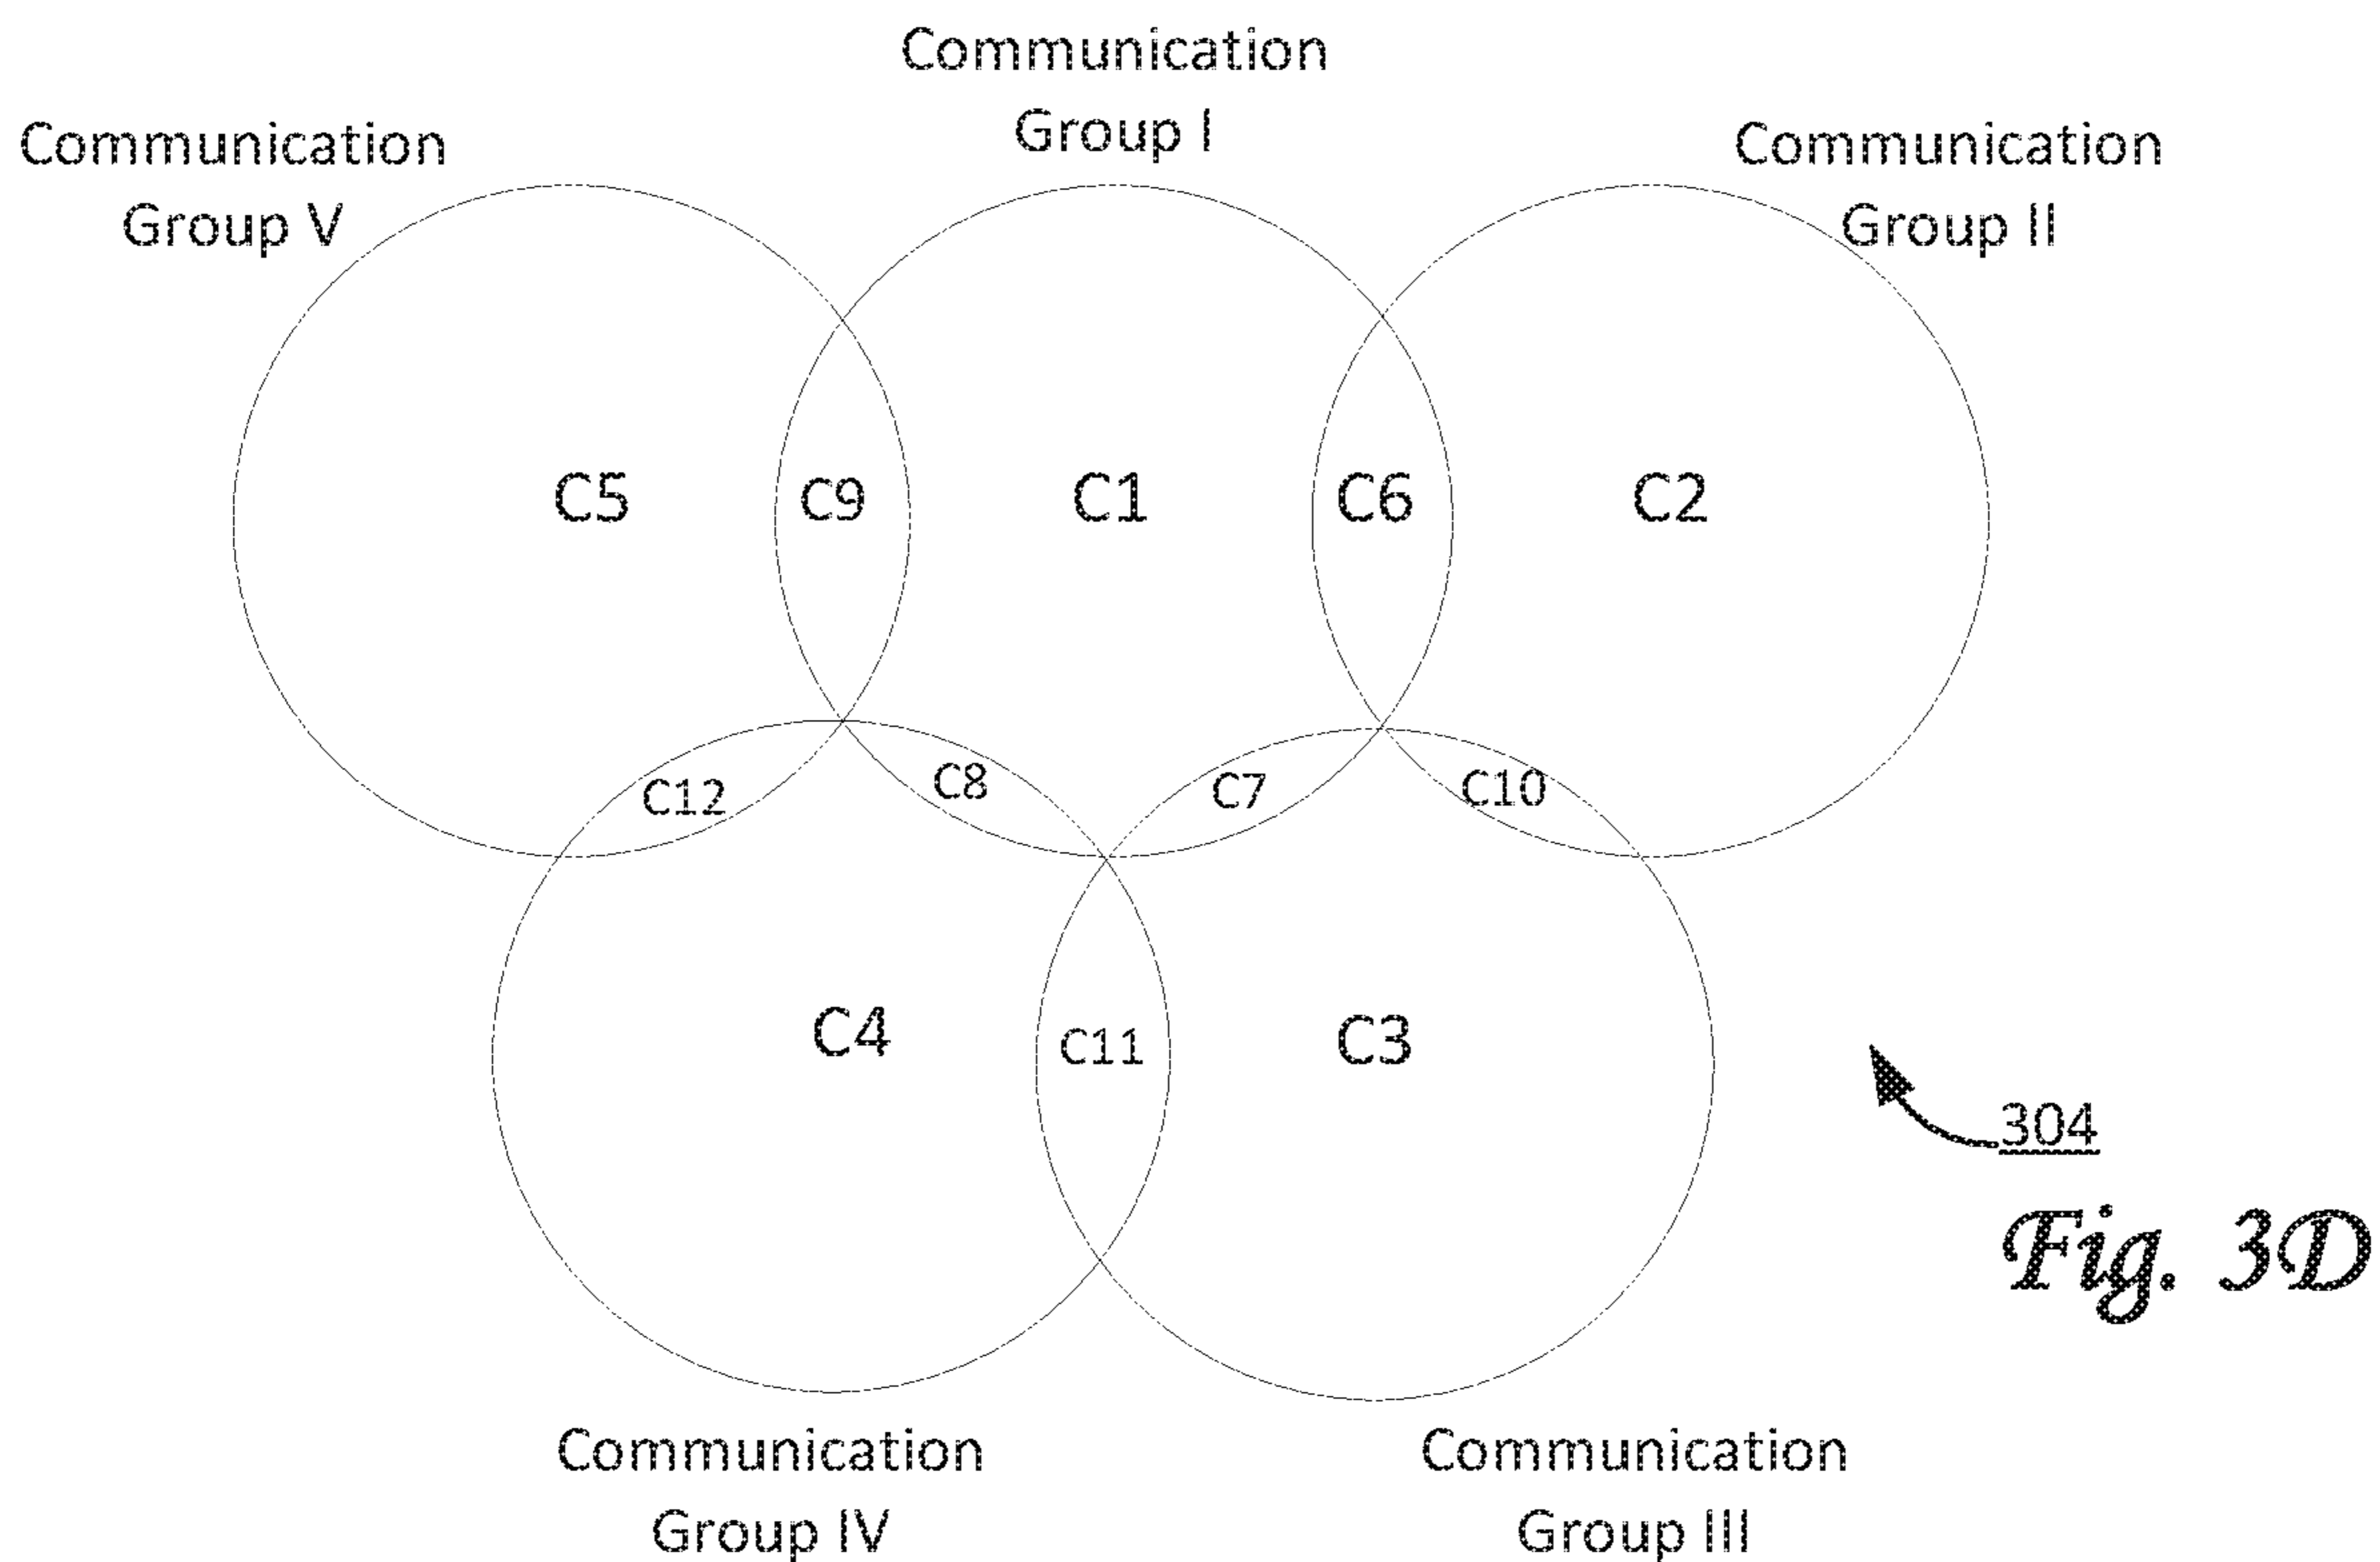 Communication
Group I
Communication
Group V
Communication
Group II
C5
C9
C1
C6
C2
C12
C8
C7
C10
C4
C11
C3
304
Fig. 3D
Communication
Group IV
Communication
Group III